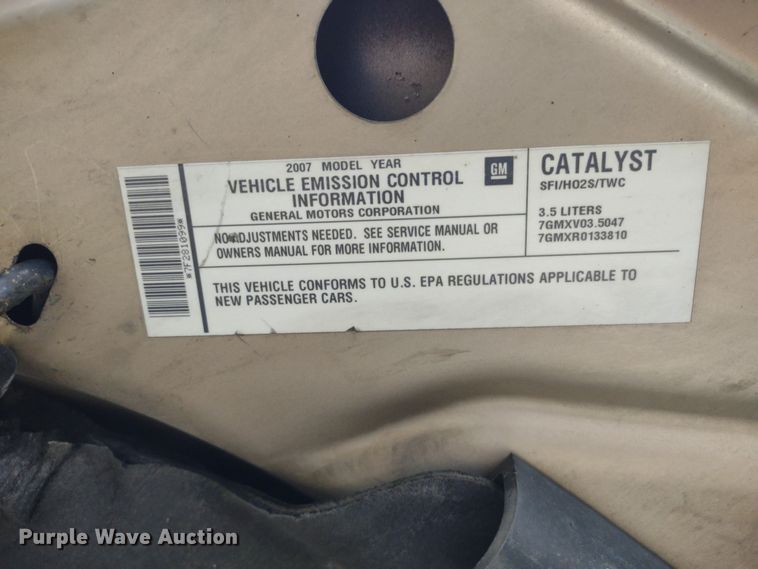 2007 MODEL YEAR
VEHICLE EMISSION CONTROL
INFORMATION
GENERAL MOTORS CORPORATION
GM
CATALYST
SFI/HO2S/TWC
3.5 LITERS
7GMXV03.5047
7GMXR0133810
NO ADJUSTMENTS NEEDED. SEE SERVICE MANUAL OR
OWNERS MANUAL FOR MORE INFORMATION.
THIS VEHICLE CONFORMS TO U.S. EPA REGULATIONS APPLICABLE TO
NEW PASSENGER CARS.
*7F281099*
Purple Wave Auction®